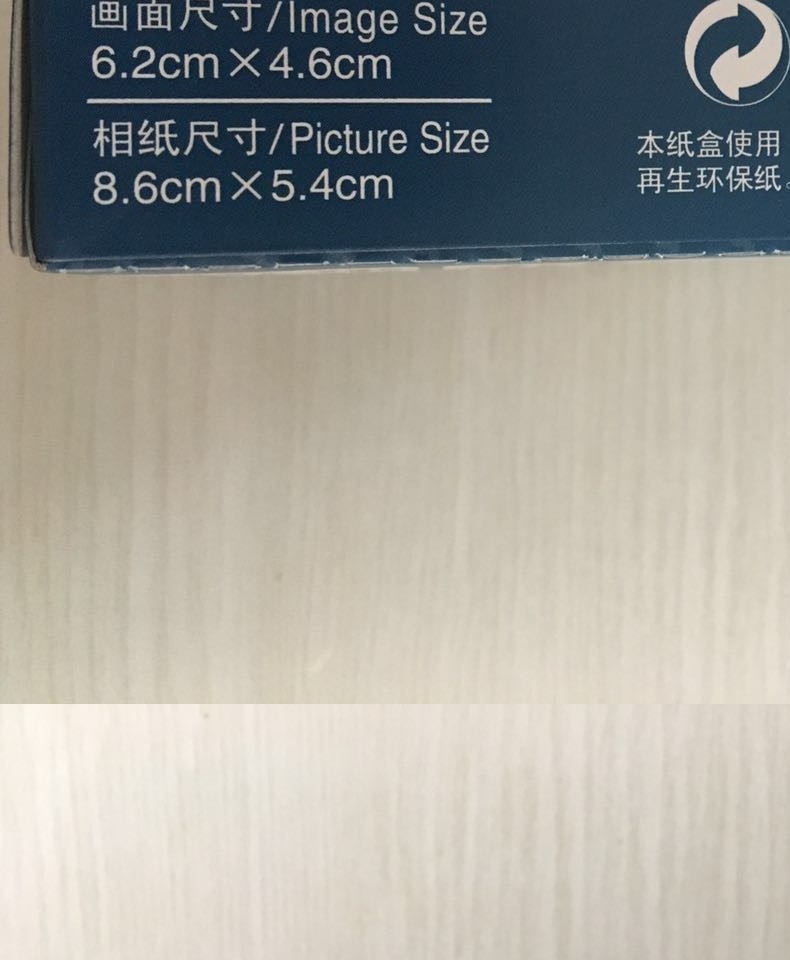 画面尺寸/Image Size
6.2cm×4.6cm
相纸尺寸/Picture Size
8.6cm×5.4cm
本纸盒使用
再生环保纸。